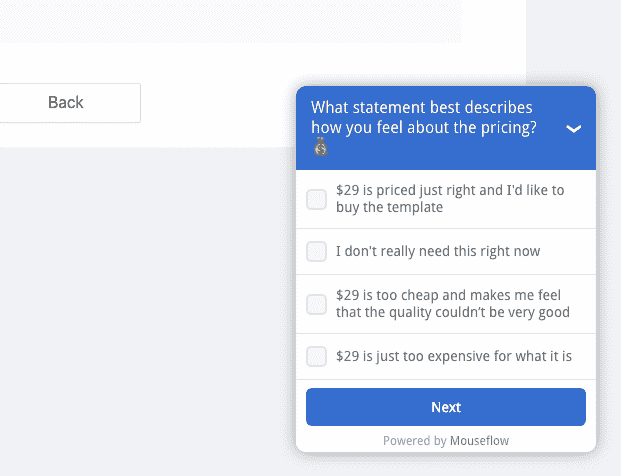 Back
What statement best describes
how you feel about the pricing?
💰
$29 is priced just right and I'd like to
buy the template
I don't really need this right now
$29 is too cheap and makes me feel
that the quality couldn’t be very good
$29 is just too expensive for what it is
Next
Powered by Mouseflow